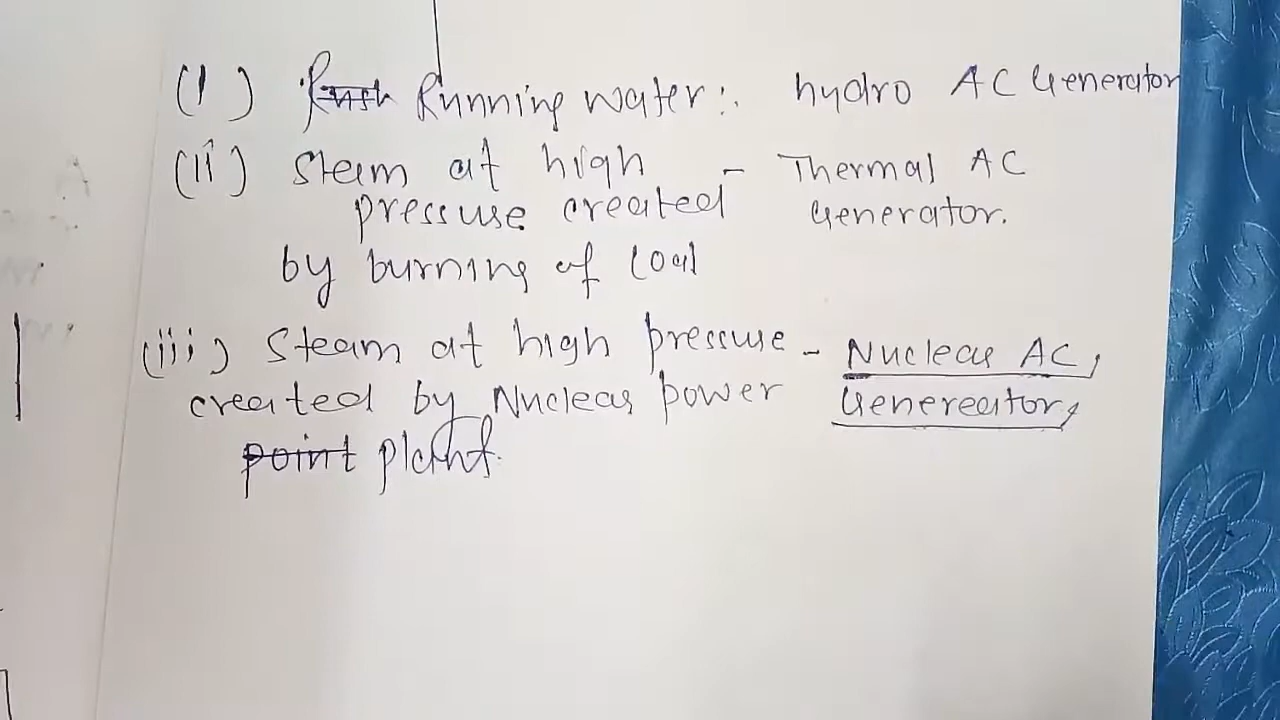 (i) Running water:. hydro AC Generator
(ii) Steam at high - Thermal AC
pressure created Generator.
by burning of coal
(iii) Steam at high pressure - Nuclear AC,
created by Nuclear power Genereator,
point plant.